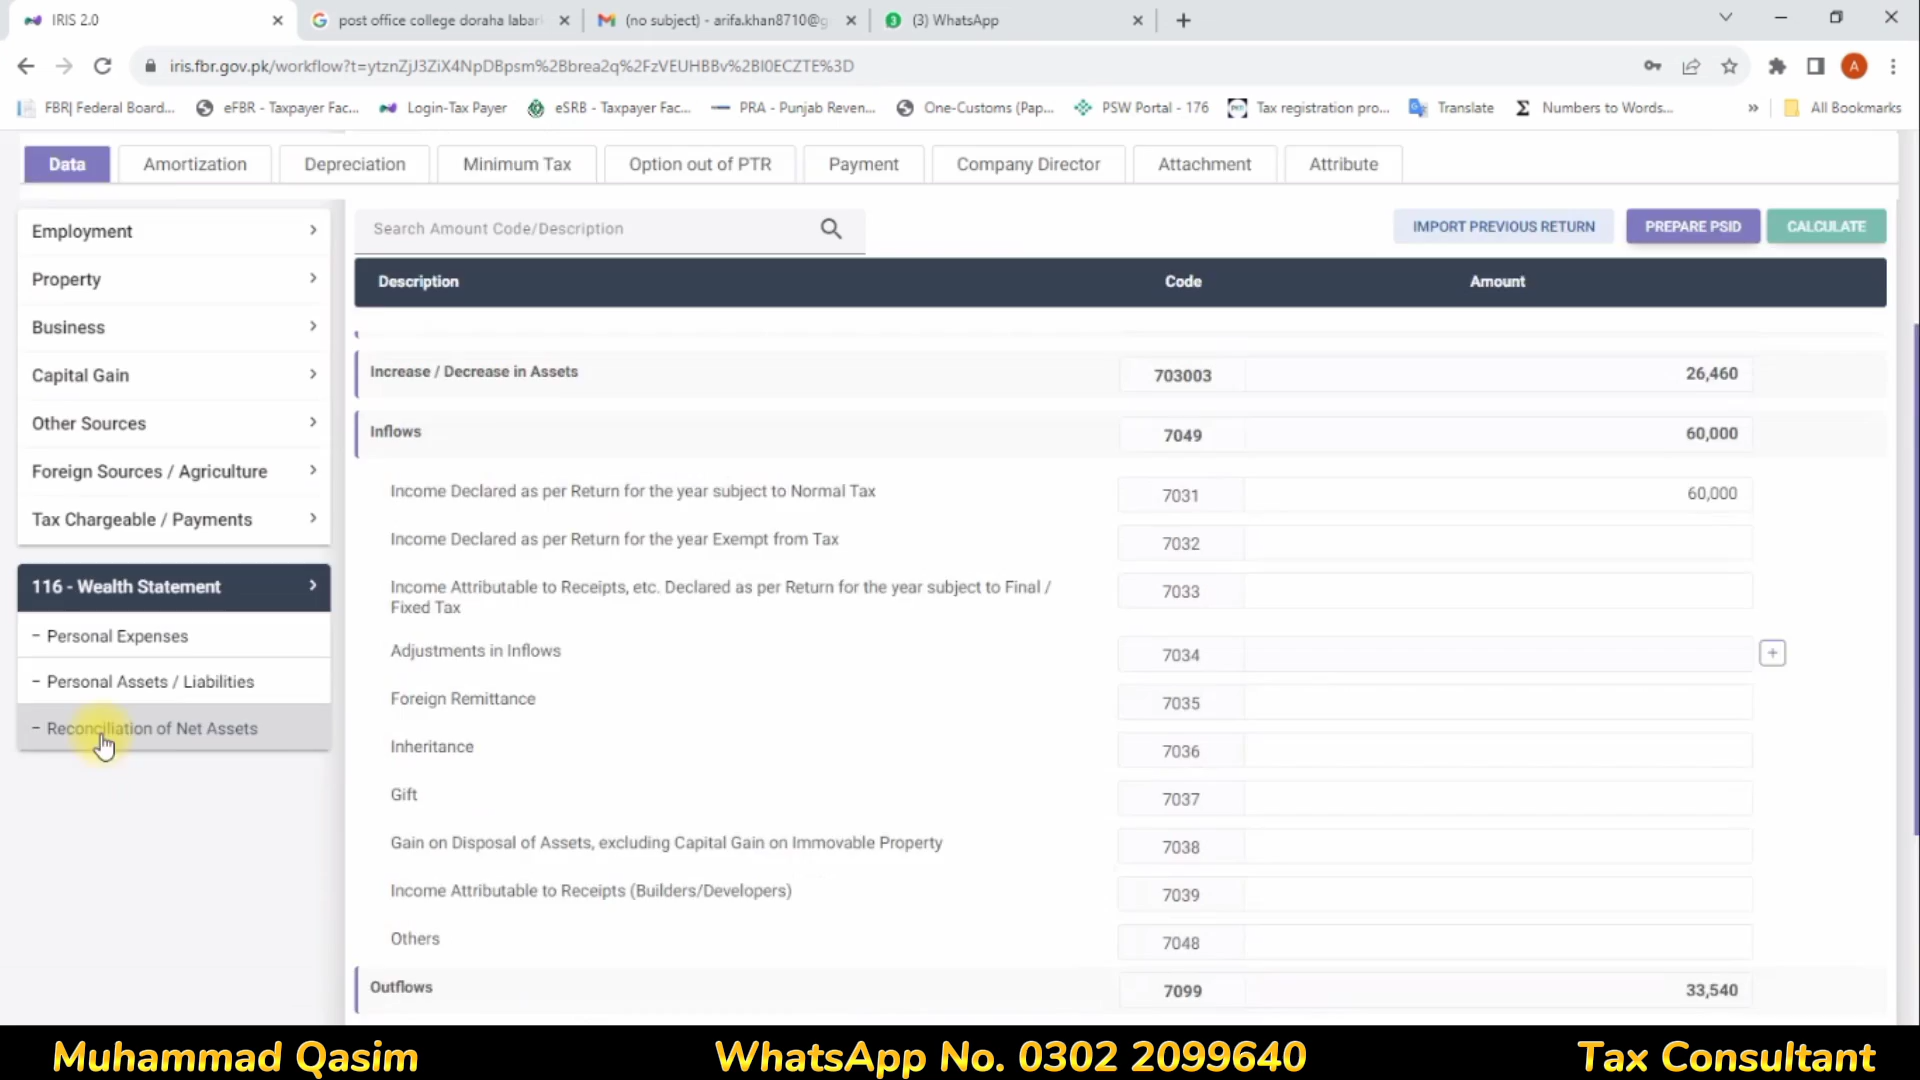 IRIS 2.0
post office college doraha labar
(no subject) - arifa.khan8710@g
(3) WhatsApp
iris.fbr.gov.pk/workflow?t=ytznZjJ3ZiX4NpDBpsm%2Bbrea2q%2FzVEUHBBv%2BI0ECZTE%3D
A
FBR| Federal Board...
eFBR - Taxpayer Fac...
Login-Tax Payer
eSRB - Taxpayer Fac...
PRA - Punjab Reven...
One-Customs (Pap...
PSW Portal - 176
Tax registration pro...
Translate
Numbers to Words...
All Bookmarks
Data
Amortization
Depreciation
Minimum Tax
Option out of PTR
Payment
Company Director
Attachment
Attribute
Employment
Property
Business
Capital Gain
Other Sources
Foreign Sources / Agriculture
Tax Chargeable / Payments
116 - Wealth Statement
- Personal Expenses
- Personal Assets / Liabilities
- Reconciliation of Net Assets
Search Amount Code/Description
IMPORT PREVIOUS RETURN
PREPARE PSID
CALCULATE
Description Code Amount
Increase / Decrease in Assets 703003 26,460
Inflows 7049 60,000
Income Declared as per Return for the year subject to Normal Tax 7031 60,000
Income Declared as per Return for the year Exempt from Tax 7032
Income Attributable to Receipts, etc. Declared as per Return for the year subject to Final / 7033
Fixed Tax
Adjustments in Inflows 7034
Foreign Remittance 7035
Inheritance 7036
Gift 7037
Gain on Disposal of Assets, excluding Capital Gain on Immovable Property 7038
Income Attributable to Receipts (Builders/Developers) 7039
Others 7048
Outflows 7099 33,540
Muhammad Qasim
WhatsApp No. 0302 2099640
Tax Consultant